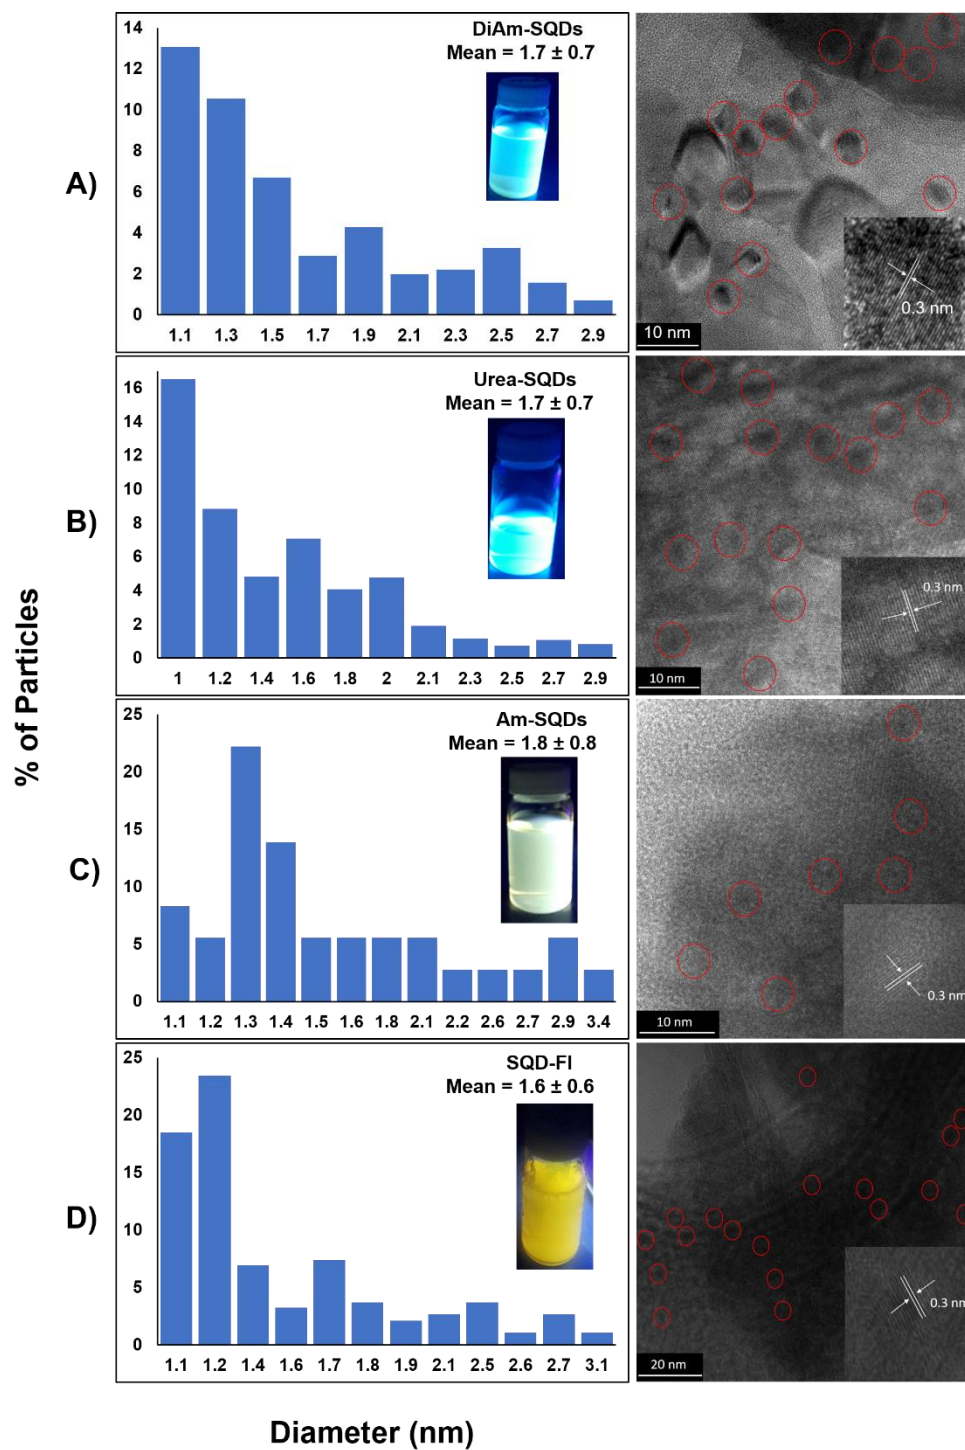 % of Particles
A)
DiAm-SQDs
Mean = 1.7 ± 0.7
14
12
10
8
6
4
2
0
1.1 1.3 1.5 1.7 1.9 2.1 2.3 2.5 2.7 2.9
0.3 nm
10 nm
B)
Urea-SQDs
Mean = 1.7 ± 0.7
16
14
12
10
8
6
4
2
0
1 1.2 1.4 1.6 1.8 2 2.1 2.3 2.5 2.7 2.9
0.3 nm
10 nm
C)
Am-SQDs
Mean = 1.8 ± 0.8
25
20
15
10
5
0
1.1 1.2 1.3 1.4 1.5 1.6 1.8 2.1 2.2 2.6 2.7 2.9 3.4
0.3 nm
10 nm
D)
SQD-Fl
Mean = 1.6 ± 0.6
25
20
15
10
5
0
1.1 1.2 1.4 1.6 1.7 1.8 1.9 2.1 2.5 2.6 2.7 3.1
0.3 nm
20 nm
Diameter (nm)